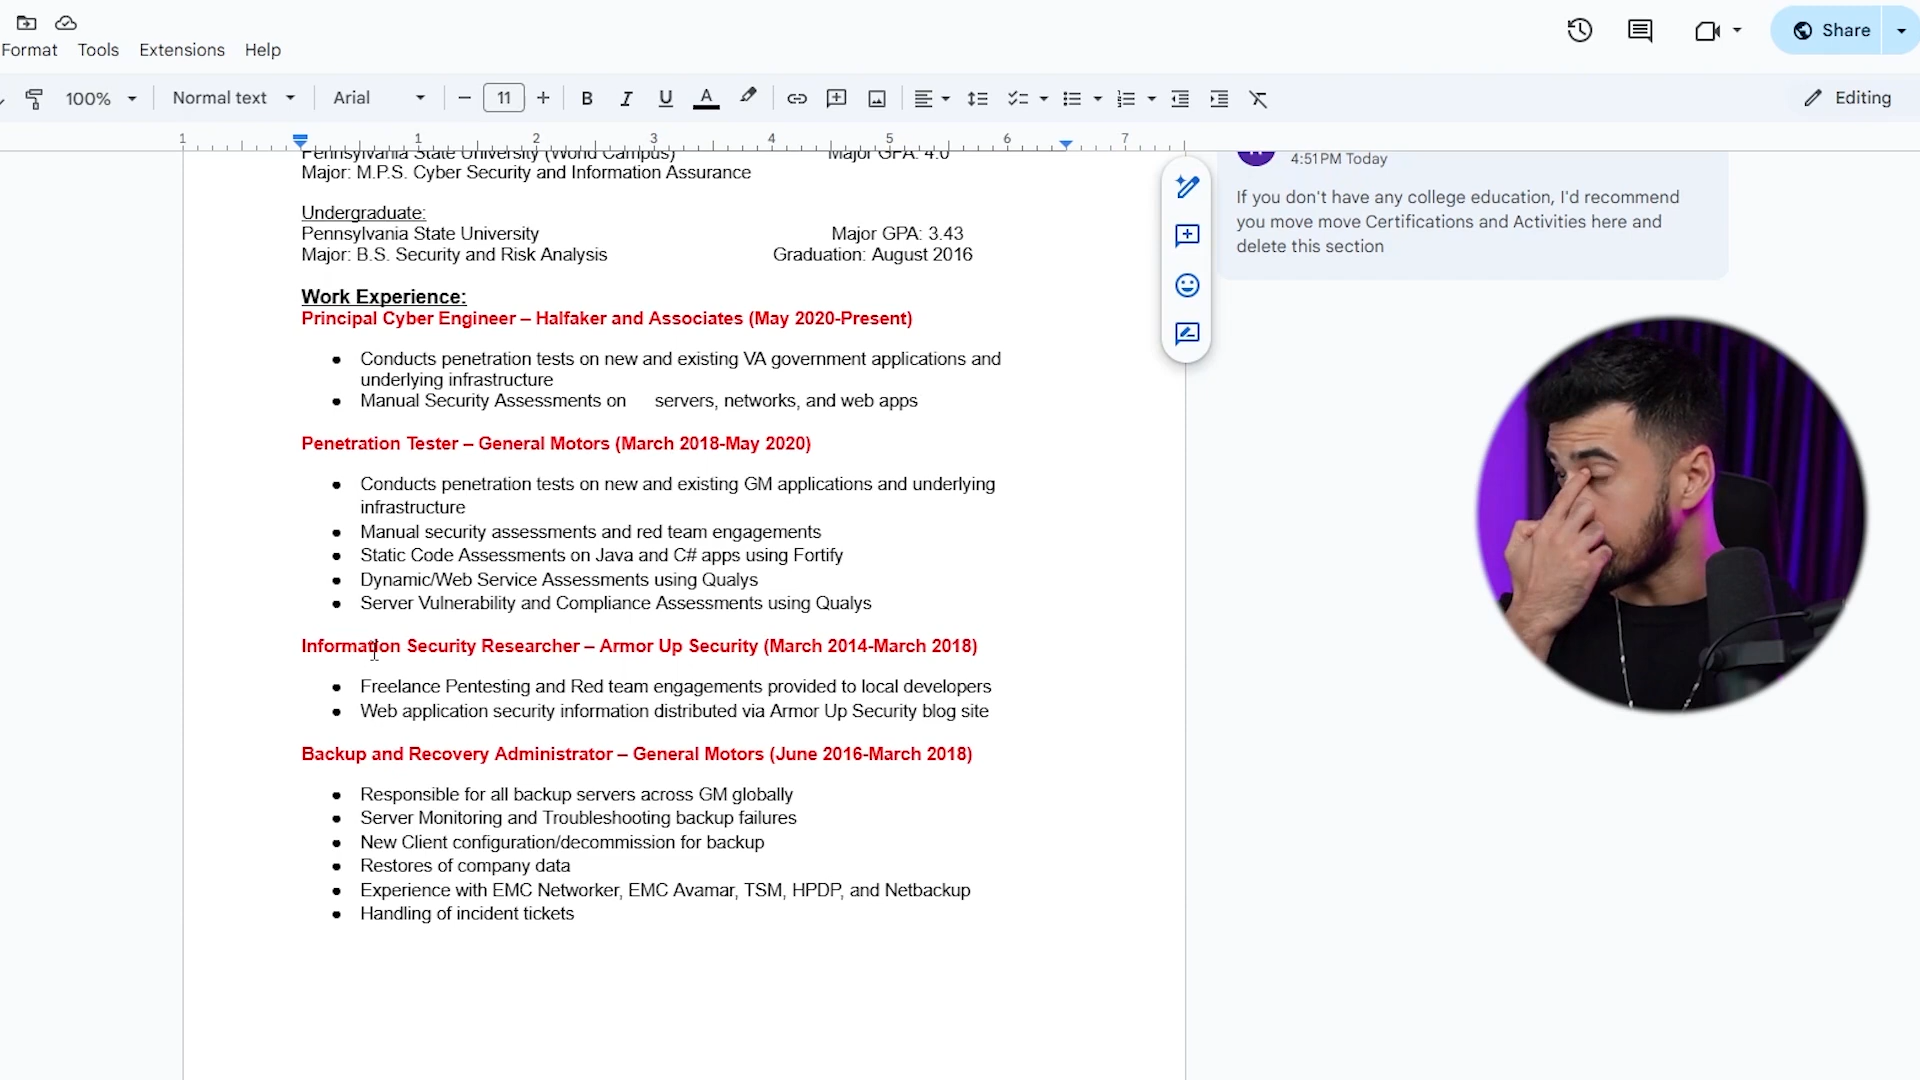 Format Tools Extensions Help
Share
100% Normal text Arial 11 B I U A Editing
1 1 2 3 4 5 6 7
Pennsylvania State University (World Campus) Major GPA: 4.0
Major: M.P.S. Cyber Security and Information Assurance
Undergraduate:
Pennsylvania State University Major GPA: 3.43
Major: B.S. Security and Risk Analysis Graduation: August 2016
Work Experience:
Principal Cyber Engineer – Halfaker and Associates (May 2020-Present)
● Conducts penetration tests on new and existing VA government applications and
underlying infrastructure
● Manual Security Assessments on servers, networks, and web apps
Penetration Tester – General Motors (March 2018-May 2020)
● Conducts penetration tests on new and existing GM applications and underlying
infrastructure
● Manual security assessments and red team engagements
● Static Code Assessments on Java and C# apps using Fortify
● Dynamic/Web Service Assessments using Qualys
● Server Vulnerability and Compliance Assessments using Qualys
Information Security Researcher – Armor Up Security (March 2014-March 2018)
● Freelance Pentesting and Red team engagements provided to local developers
● Web application security information distributed via Armor Up Security blog site
Backup and Recovery Administrator – General Motors (June 2016-March 2018)
● Responsible for all backup servers across GM globally
● Server Monitoring and Troubleshooting backup failures
● New Client configuration/decommission for backup
● Restores of company data
● Experience with EMC Networker, EMC Avamar, TSM, HPDP, and Netbackup
● Handling of incident tickets
4:51 PM Today
If you don't have any college education, I'd recommend
you move move Certifications and Activities here and
delete this section